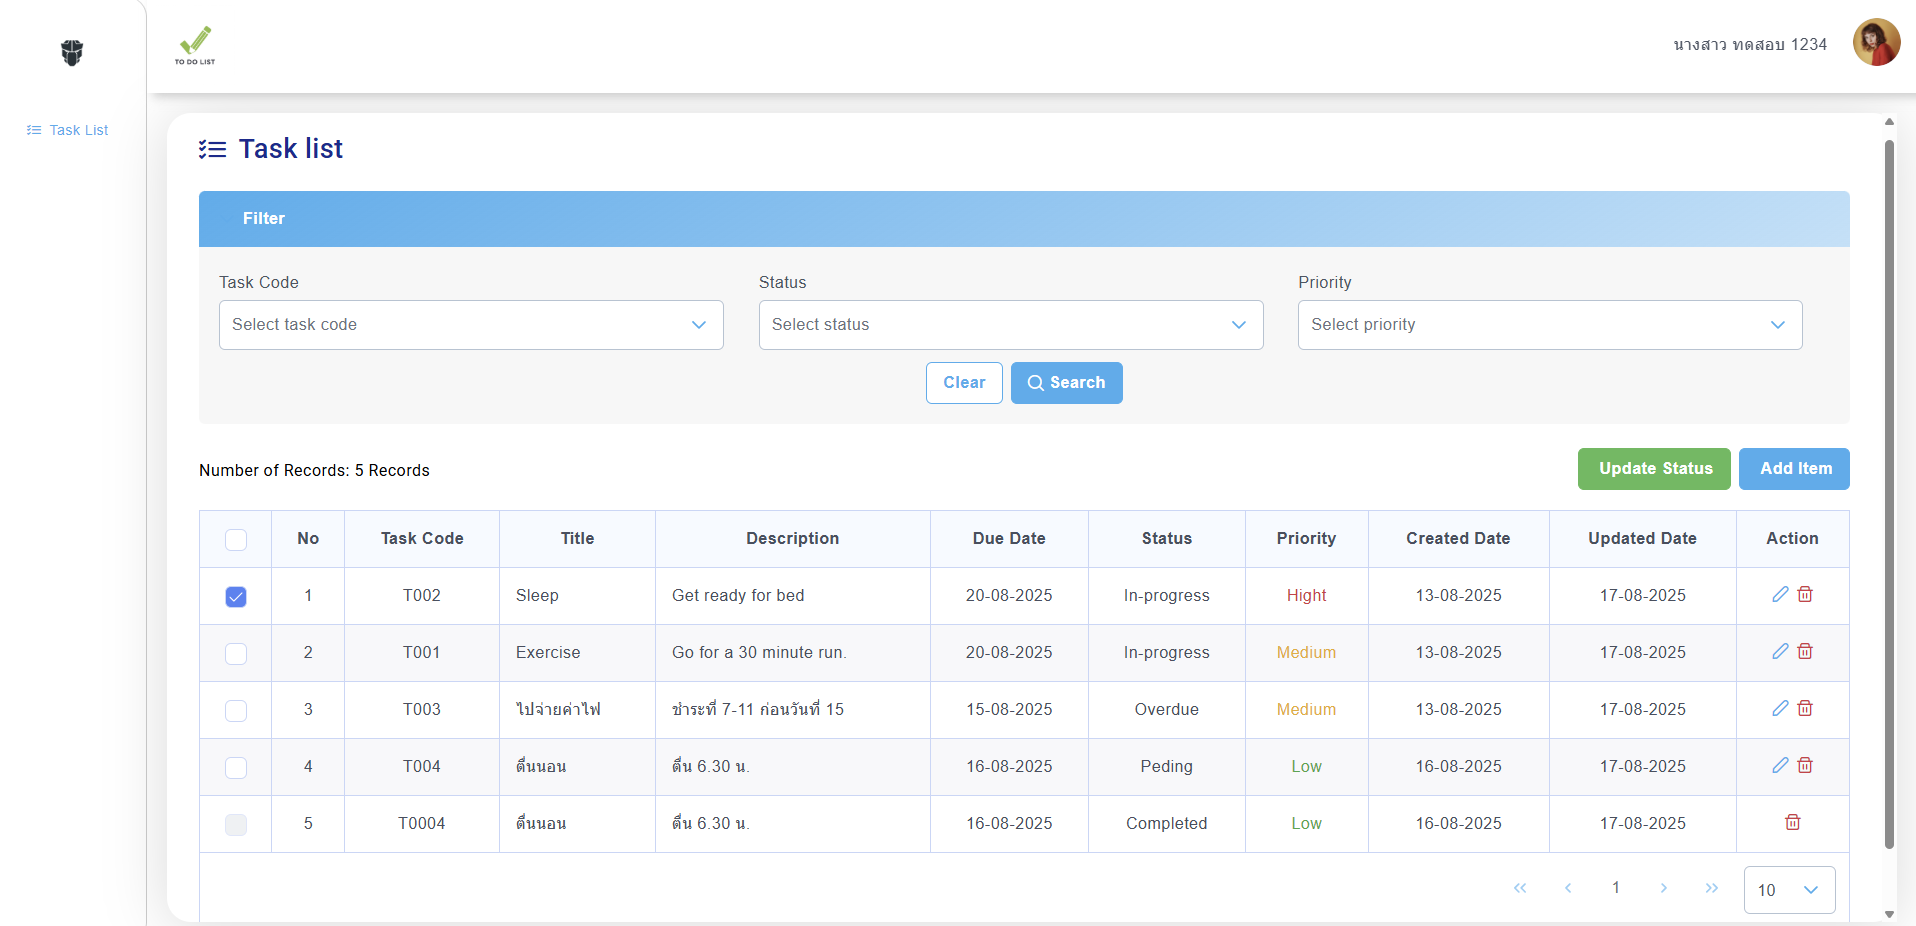 TO DO LIST
นางสาว ทดสอบ 1234
Task List
Task list
Filter
Task Code Status Priority
Select task code Select status Select priority
Clear Search
Number of Records: 5 Records
Update Status Add Item
No Task Code Title Description Due Date Status Priority Created Date Updated Date Action
1 T002 Sleep Get ready for bed 20-08-2025 In-progress Hight 13-08-2025 17-08-2025
2 T001 Exercise Go for a 30 minute run. 20-08-2025 In-progress Medium 13-08-2025 17-08-2025
3 T003 ไปจ่ายค่าไฟ ชำระที่ 7-11 ก่อนวันที่ 15 15-08-2025 Overdue Medium 13-08-2025 17-08-2025
4 T004 ตื่นนอน ตื่น 6.30 น. 16-08-2025 Peding Low 16-08-2025 17-08-2025
5 T0004 ตื่นนอน ตื่น 6.30 น. 16-08-2025 Completed Low 16-08-2025 17-08-2025
1 10